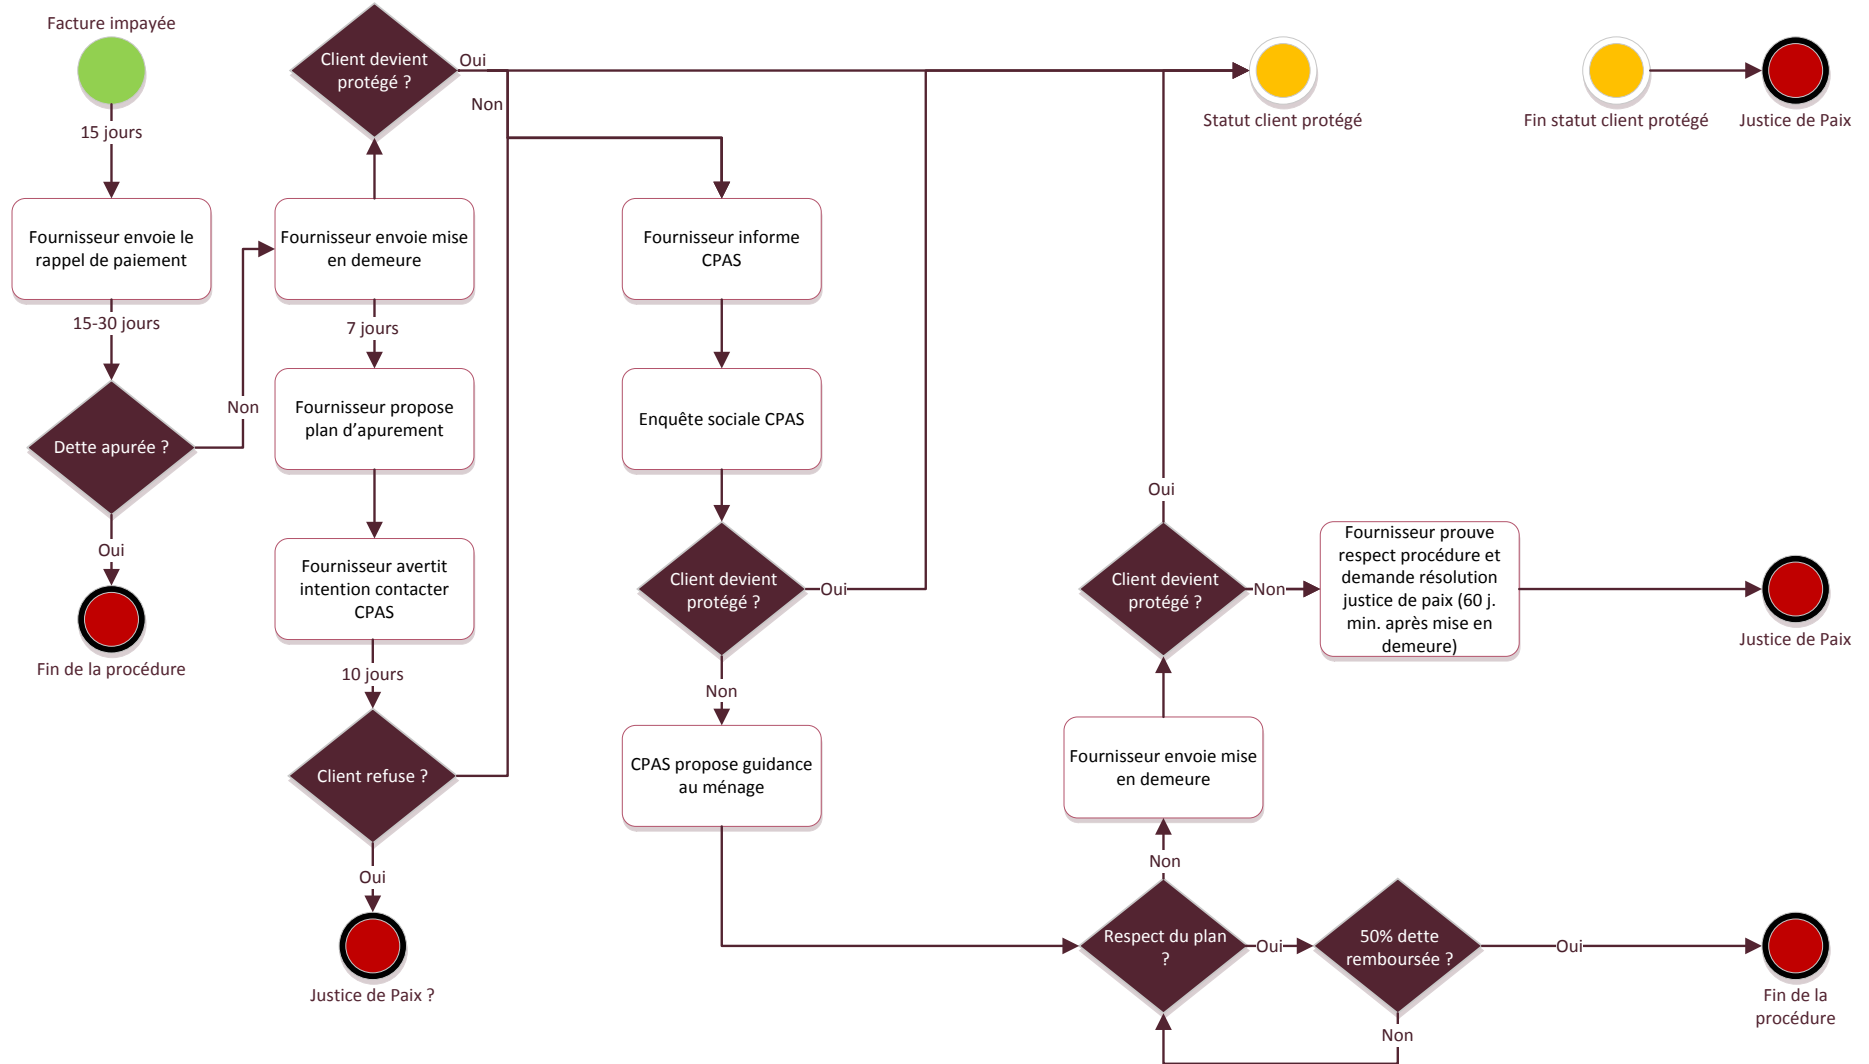 Facture impayée
15 jours
Fournisseur envoie le
rappel de paiement
15-30 jours
Dette apurée ?
Oui
Fin de la procédure
Non
Fournisseur envoie mise
en demeure
Client devient
protégé ?
Oui
Non
7 jours
Fournisseur propose
plan d'apurement
Fournisseur avertit
intention contacter
CPAS
10 jours
Client refuse ?
Oui
Justice de Paix ?
Fournisseur informe
CPAS
Enquête sociale CPAS
Client devient
protégé ?
Oui
Non
CPAS propose guidance
au ménage
Respect du plan
?
Non
Oui
Fournisseur envoie mise
en demeure
Client devient
protégé ?
Oui
Non
Fournisseur prouve
respect procédure et
demande résolution
justice de paix (60 j.
min. après mise en
demeure)
Justice de Paix
50% dette
remboursée ?
Oui
Non
Fin de la
procédure
Statut client protégé
Fin statut client protégé
Justice de Paix